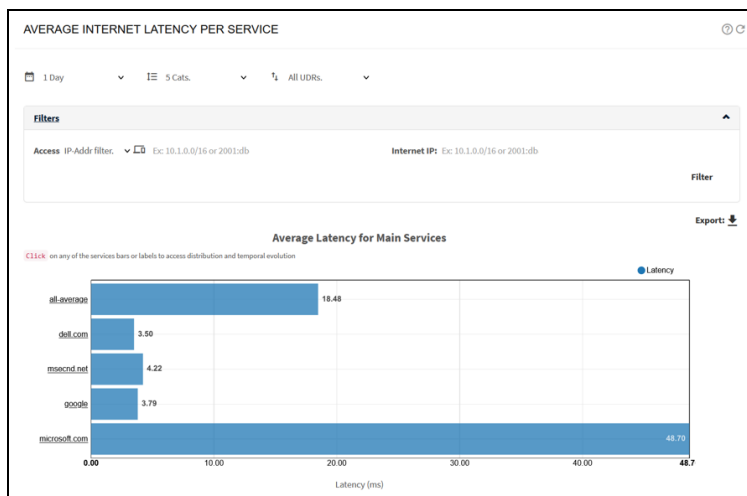 AVERAGE INTERNET LATENCY PER SERVICE
1 Day 5 Cats. All UDRs.
Filters
Access IP-Addr filter. Ex: 10.1.0.0/16 or 2001:db Internet IP: Ex: 10.1.0.0/16 or 2001:db
Filter
Export:
Average Latency for Main Services
Click on any of the services bars or labels to access distribution and temporal evolution
Latency
all-average 18.48
dell.com 3.50
msecnd.net 4.22
google 3.79
microsoft.com 48.70
0.00 10.00 20.00 30.00 40.00 48.7
Latency (ms)